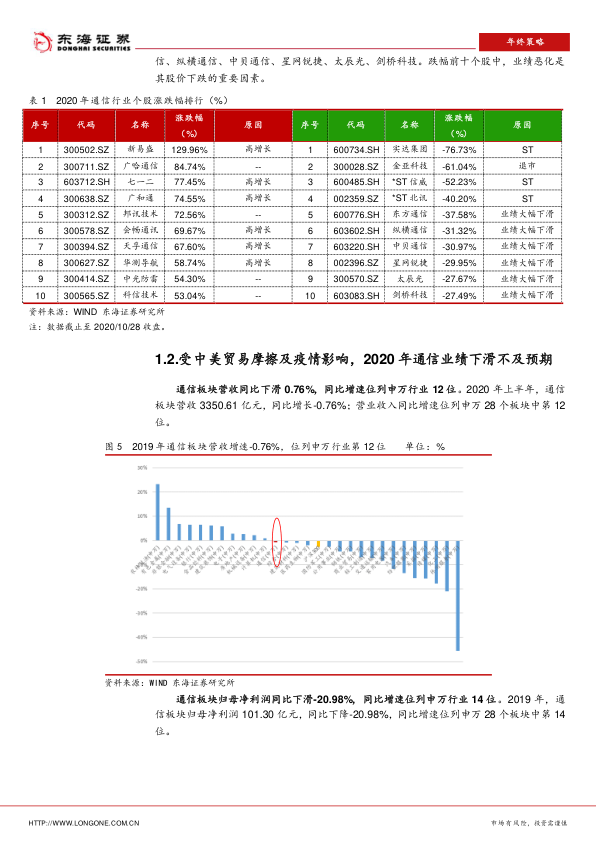 东海证券
DONGHAI SECURITIES
年终策略
信、纵横通信、中贝通信、星网锐捷、太辰光、剑桥科技。跌幅前十个股中，业绩恶化是
其股价下跌的重要因素。
表 1 2020 年通信行业个股涨跌幅排行（%）
序号 代码 名称 涨跌幅（%） 原因 序号 代码 名称 涨跌幅（%） 原因
1 300502.SZ 新易盛 129.96% 高增长 1 600734.SH 实达集团 -76.73% ST
2 300711.SZ 广哈通信 84.74% -- 2 300028.SZ 金亚科技 -61.04% 退市
3 603712.SH 七一二 77.45% 高增长 3 600485.SH *ST 信威 -52.23% ST
4 300638.SZ 广和通 74.55% 高增长 4 002359.SZ *ST 北讯 -40.20% ST
5 300312.SZ 邦讯技术 72.56% -- 5 600776.SH 东方通信 -37.58% 业绩大幅下滑
6 300578.SZ 会畅通讯 69.67% 高增长 6 603602.SH 纵横通信 -31.32% 业绩大幅下滑
7 300394.SZ 天孚通信 67.60% 高增长 7 603220.SH 中贝通信 -30.97% 业绩大幅下滑
8 300627.SZ 华测导航 58.74% 高增长 8 002396.SZ 星网锐捷 -29.95% 业绩大幅下滑
9 300414.SZ 中光防雷 54.30% -- 9 300570.SZ 太辰光 -27.67% 业绩大幅下滑
10 300565.SZ 科信技术 53.04% -- 10 603083.SH 剑桥科技 -27.49% 业绩大幅下滑
资料来源：WIND 东海证券研究所
注：数据截止至 2020/10/28 收盘。
1.2.受中美贸易摩擦及疫情影响，2020 年通信业绩下滑不及预期
通信板块营收同比下滑 0.76%，同比增速位列申万行业 12 位。2020 年上半年，通信
板块营收 3350.61 亿元，同比增长-0.76%；营业收入同比增速位列申万 28 个板块中第 12
位。
图 5 2019 年通信板块营收增速-0.76%，位列申万行业第 12 位 单位：%
30%
20%
10%
0%
-10%
-20%
-30%
-40%
-50%
资料来源：WIND 东海证券研究所
通信板块归母净利润同比下滑-20.98%，同比增速位列申万行业 14 位。2019 年，通
信板块归母净利润 101.30 亿元，同比下降-20.98%，同比增速位列申万 28 个板块中第 14
位。
HTTP://WWW.LONGONE.COM.CN
市场有风险，投资需谨慎